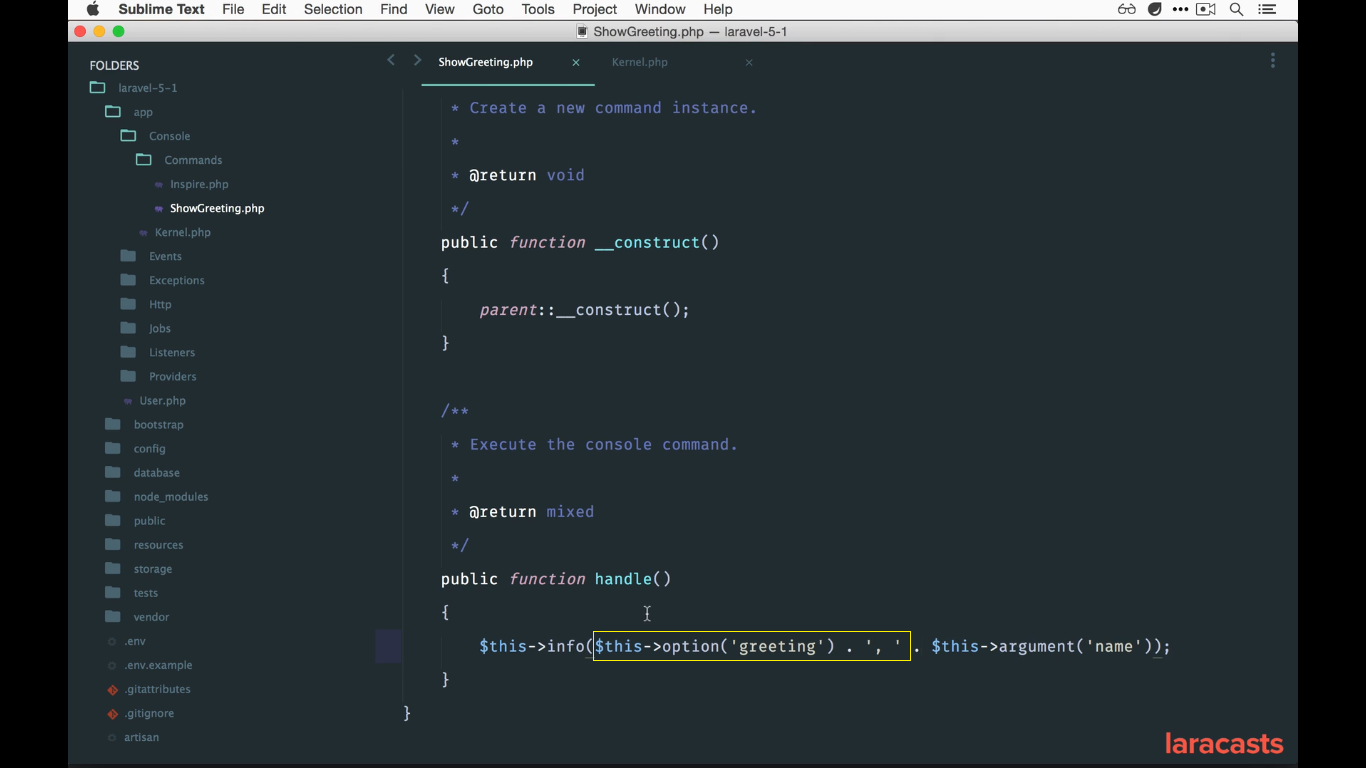 Sublime Text File Edit Selection Find View Goto Tools Project Window Help
ShowGreeting.php — laravel-5-1
FOLDERS
laravel-5-1
app
Console
Commands
Inspire.php
ShowGreeting.php
Kernel.php
Events
Exceptions
Http
Jobs
Listeners
Providers
User.php
bootstrap
config
database
node_modules
public
resources
storage
tests
vendor
.env
.env.example
.gitattributes
.gitignore
artisan
ShowGreeting.php × Kernel.php ×
* Create a new command instance.
*
* @return void
*/
public function __construct()
{
parent::__construct();
}
/**
* Execute the console command.
*
* @return mixed
*/
public function handle()
{
$this->info($this->option('greeting') . ', ' . $this->argument('name'));
}
}
laracasts